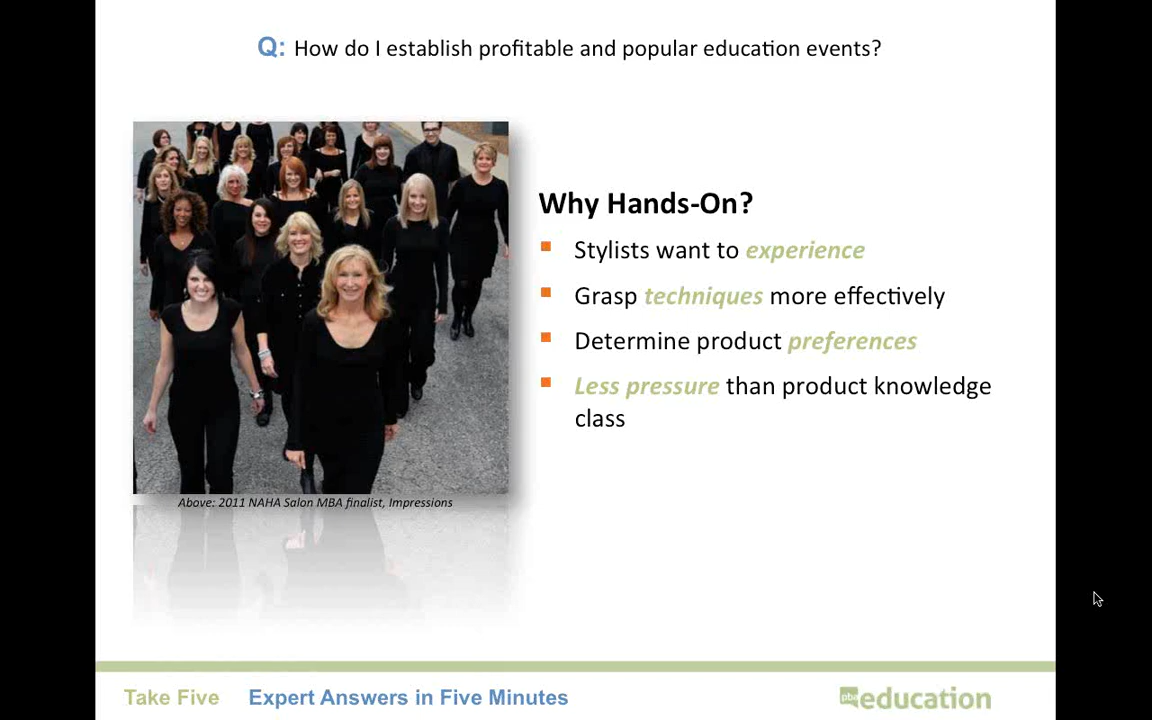 Q: How do I establish profitable and popular education events?
Why Hands-On?
Stylists want to experience
Grasp techniques more effectively
Determine product preferences
Less pressure than product knowledge
class
Above: 2011 NAHA Salon MBA finalist, Impressions
Take Five Expert Answers in Five Minutes
pba education